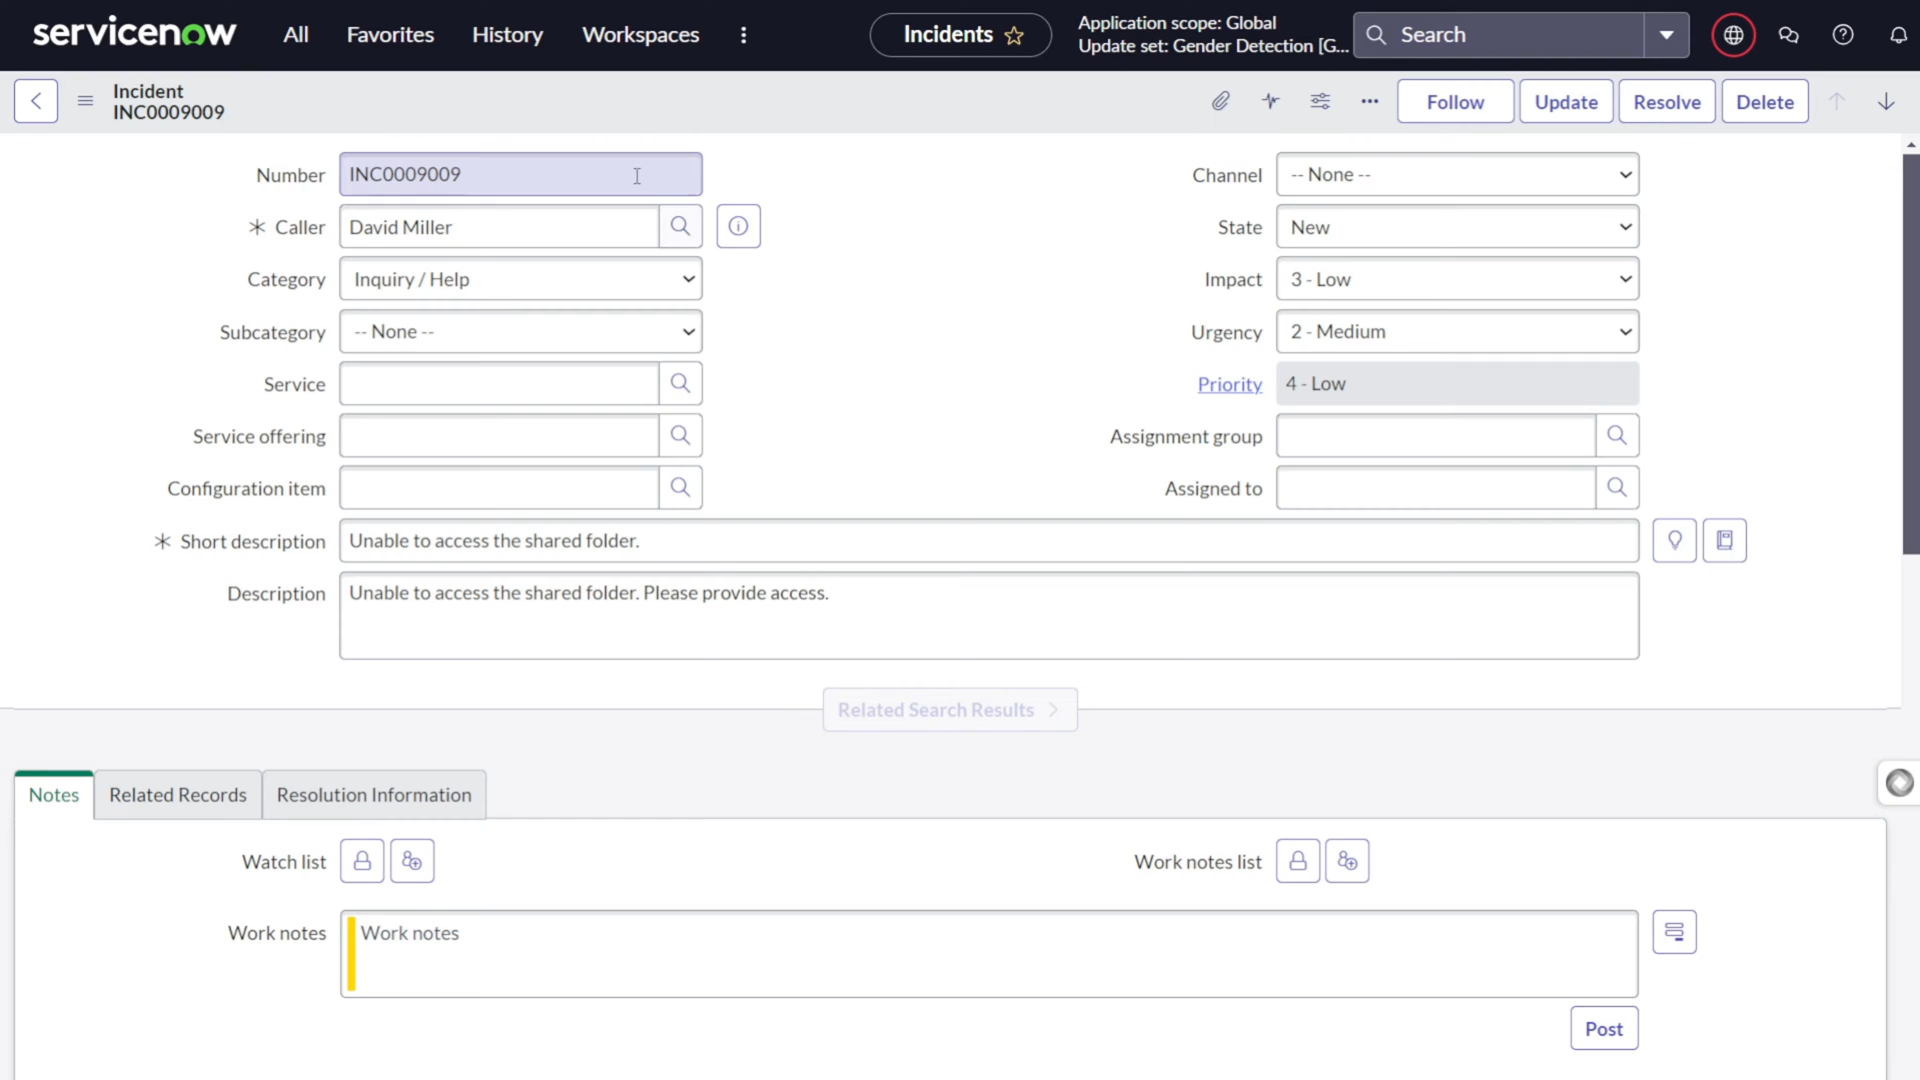 servicenow All Favorites History Workspaces Incidents Application scope: Global Search
Update set: Gender Detection [G...
Incident
INC0009009
Follow Update Resolve Delete
Number INC0009009 Channel -- None --
Caller David Miller State New
Category Inquiry / Help Impact 3 - Low
Subcategory -- None -- Urgency 2 - Medium
Service Priority 4 - Low
Service offering Assignment group
Configuration item Assigned to
Short description Unable to access the shared folder.
Description Unable to access the shared folder. Please provide access.
Related Search Results
Notes Related Records Resolution Information
Watch list Work notes list
Work notes Work notes
Post